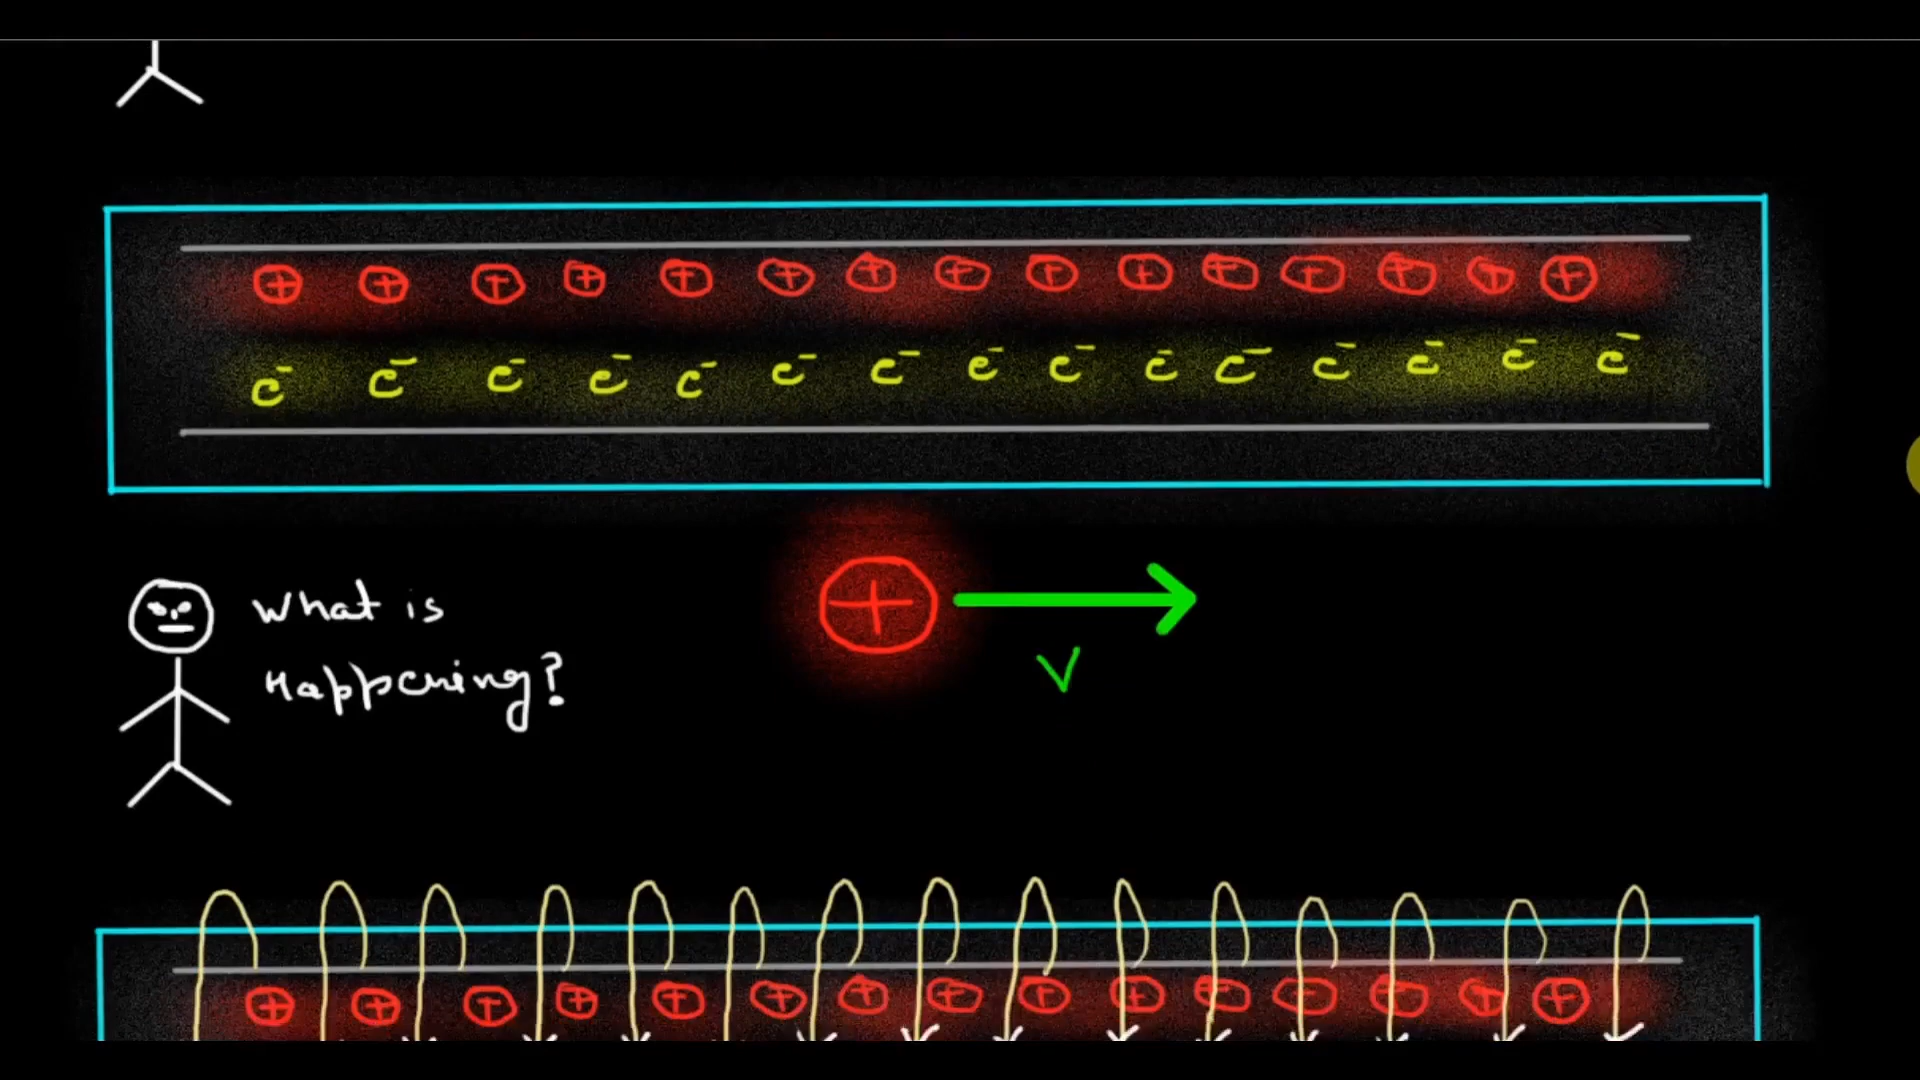 + + + + + + + + + + + + + + +
e⁻ e⁻ e⁻ e⁻ e⁻ e⁻ e⁻ e⁻ e⁻ e⁻ e⁻ e⁻ e⁻ e⁻ e⁻
What is
Happening?
+
V
+ + + + + + + + + + + + + + +